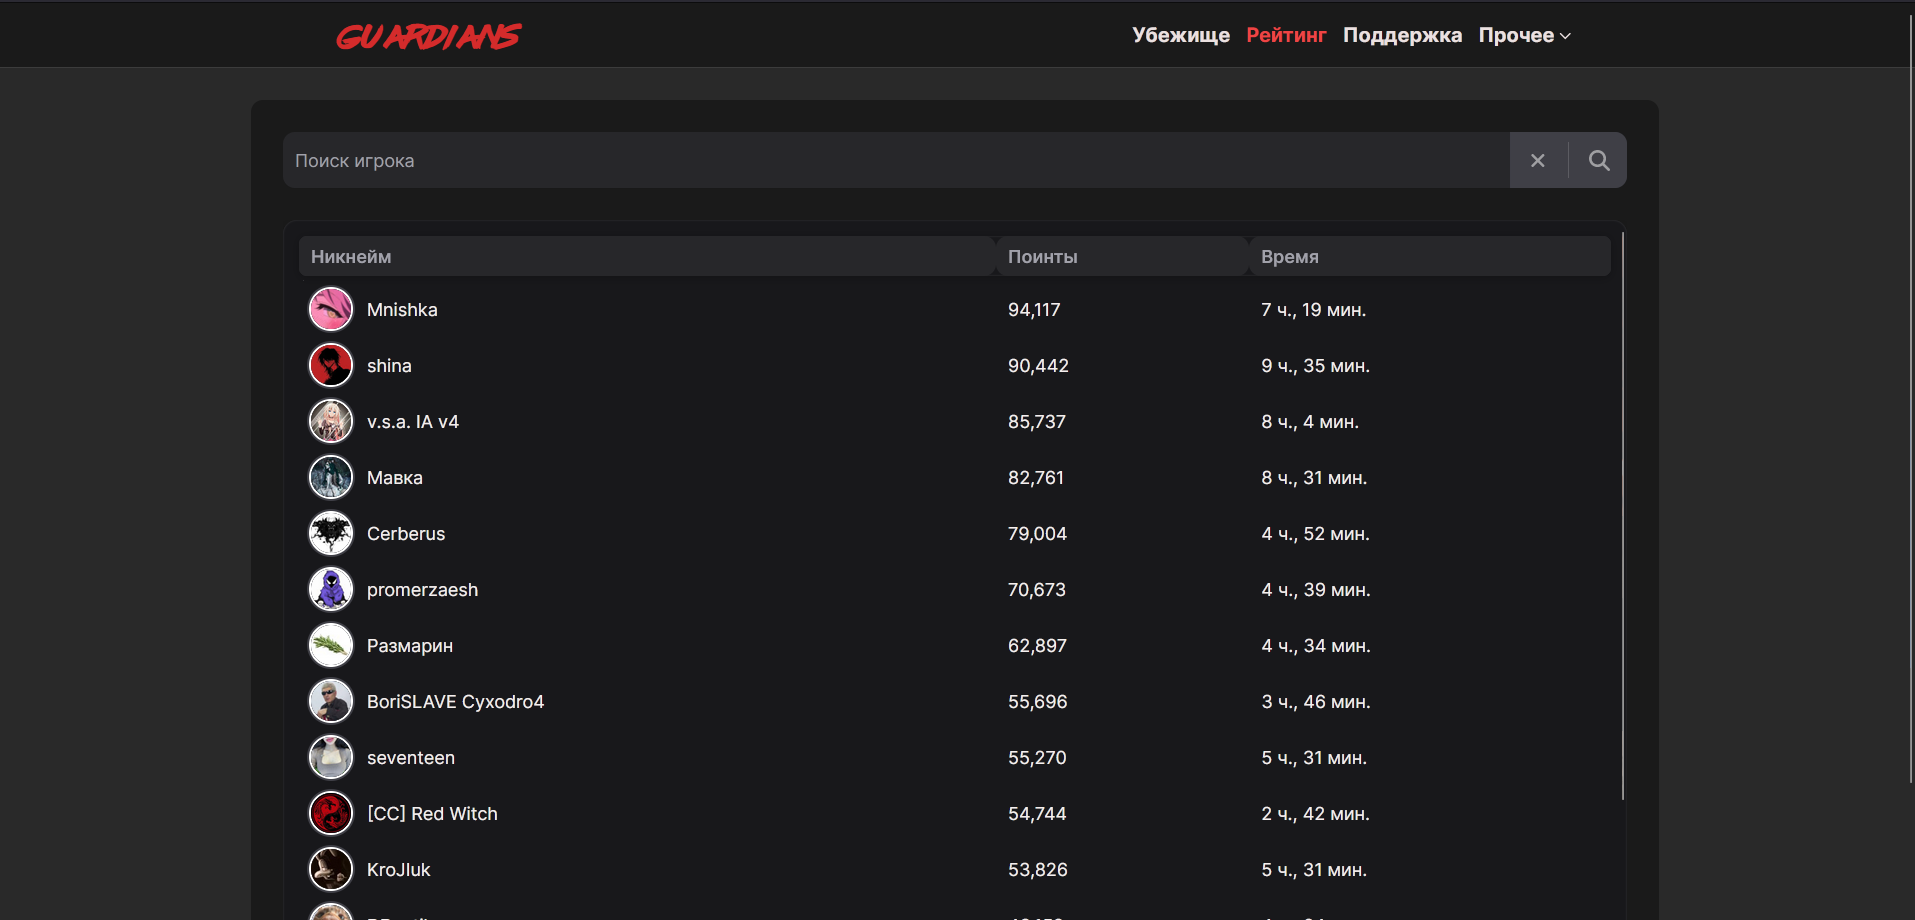 GUARDIANS
Убежище Рейтинг Поддержка Прочее
Поиск игрока
Никнейм Поинты Время
Mnishka 94,117 7 ч., 19 мин.
shina 90,442 9 ч., 35 мин.
v.s.a. IA v4 85,737 8 ч., 4 мин.
Мавка 82,761 8 ч., 31 мин.
Cerberus 79,004 4 ч., 52 мин.
promerzaesh 70,673 4 ч., 39 мин.
Размарин 62,897 4 ч., 34 мин.
BoriSLAVE Cyxodro4 55,696 3 ч., 46 мин.
seventeen 55,270 5 ч., 31 мин.
[CC] Red Witch 54,744 2 ч., 42 мин.
KroJluk 53,826 5 ч., 31 мин.